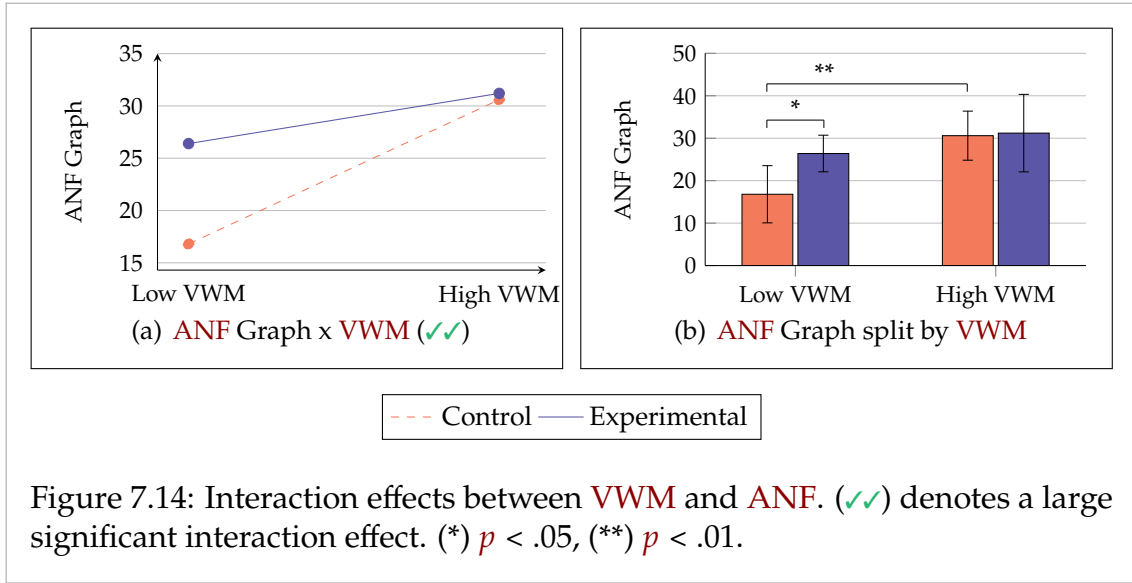 35
30
25
20
15
ANF Graph
Low VWM
High VWM
(a) ANF Graph x VWM (✓✓)
50
40
30
20
10
0
ANF Graph
**
*
Low VWM
High VWM
(b) ANF Graph split by VWM
Control
Experimental
Figure 7.14: Interaction effects between VWM and ANF. (✓✓) denotes a large
significant interaction effect. (*) p < .05, (**) p < .01.